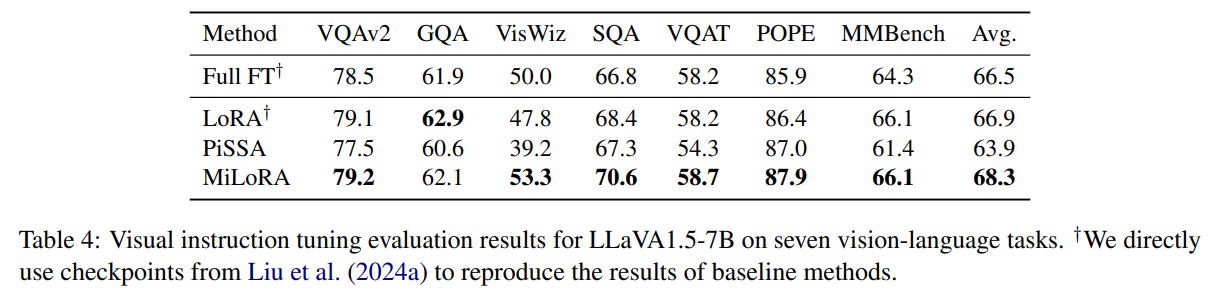 Method VQAv2 GQA VisWiz SQA VQAT POPE MMBench Avg.
Full FT† 78.5 61.9 50.0 66.8 58.2 85.9 64.3 66.5
LoRA† 79.1 62.9 47.8 68.4 58.2 86.4 66.1 66.9
PiSSA 77.5 60.6 39.2 67.3 54.3 87.0 61.4 63.9
MiLoRA 79.2 62.1 53.3 70.6 58.7 87.9 66.1 68.3
Table 4: Visual instruction tuning evaluation results for LLaVA1.5-7B on seven vision-language tasks. †We directly
use checkpoints from Liu et al. (2024a) to reproduce the results of baseline methods.